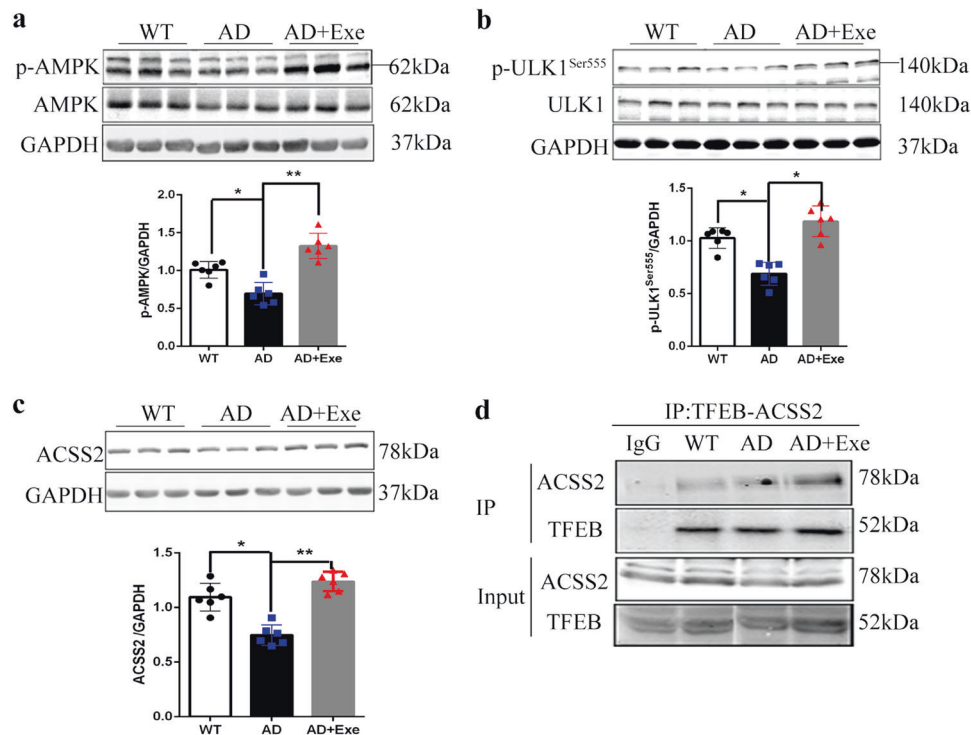 a
WT AD AD+Exe
p-AMPK 62kDa
AMPK 62kDa
GAPDH 37kDa
* **
p-AMPK/GAPDH
2.0
1.5
1.0
0.5
0.0
WT AD AD+Exe
b
WT AD AD+Exe
p-ULK1Ser555 140kDa
ULK1 140kDa
GAPDH 37kDa
* *
p-ULK1Ser555/GAPDH
1.5
1.0
0.5
0.0
WT AD AD+Exe
c
WT AD AD+Exe
ACSS2 78kDa
GAPDH 37kDa
* **
ACSS2 /GAPDH
1.5
1.0
0.5
0.0
WT AD AD+Exe
d
IP:TFEB-ACSS2
IgG WT AD AD+Exe
IP
ACSS2 78kDa
TFEB 52kDa
Input
ACSS2 78kDa
TFEB 52kDa